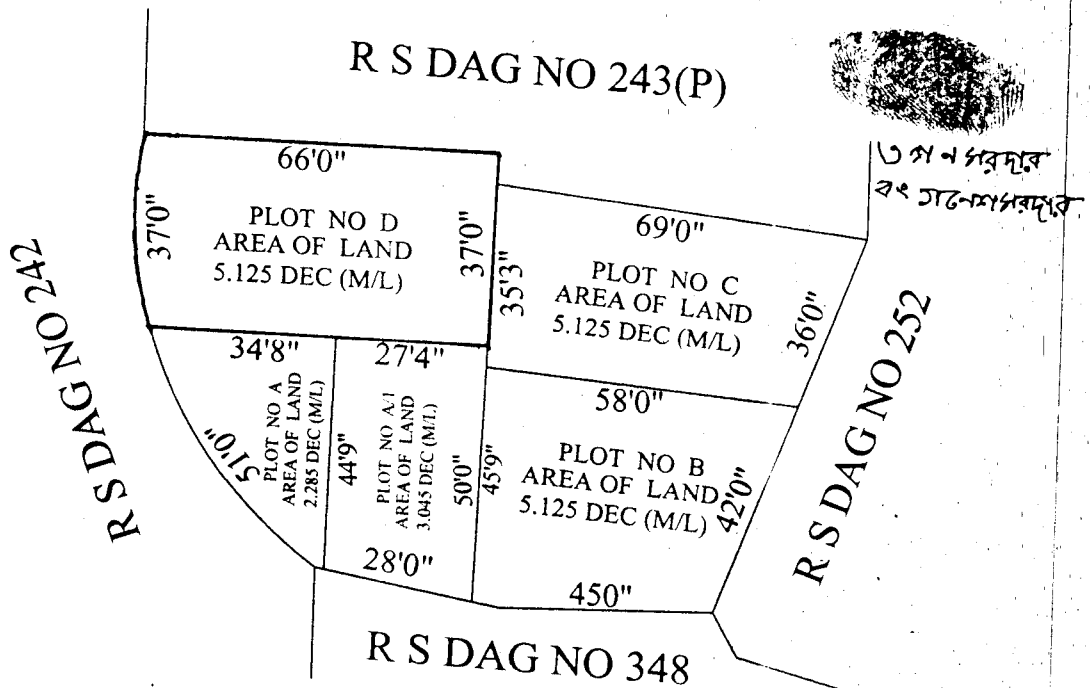 R S DAG NO 243(P)
66'0"
37'0"
PLOT NO D
AREA OF LAND
5.125 DEC (M/L)
37'0"
35'3"
69'0"
PLOT NO C
AREA OF LAND
5.125 DEC (M/L)
36'0"
R S DAG NO 242
R S DAG NO 252
34'8"
27'4"
51'0"
PLOT NO A
AREA OF LAND
2.285 DEC (M/L)
44'9"
PLOT NO A/1
AREA OF LAND
3.045 DEC (M/L)
50'0"
45'9"
58'0"
PLOT NO B
AREA OF LAND
5.125 DEC (M/L)
42'0"
28'0"
450"
R S DAG NO 348